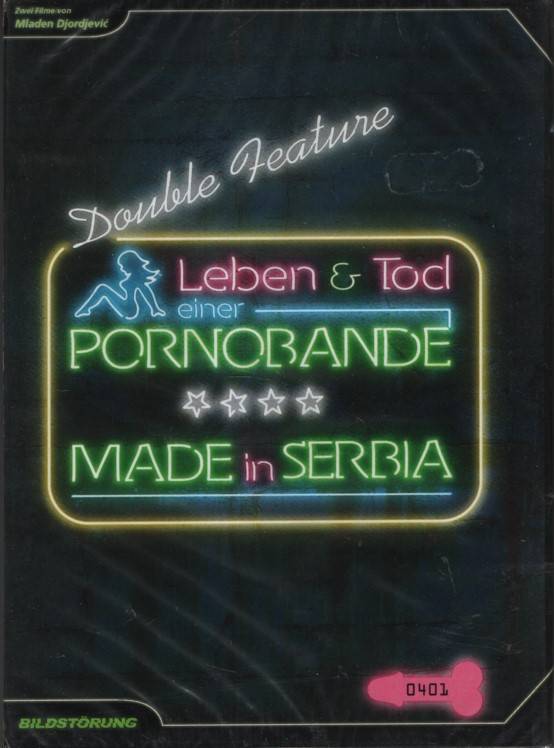 Zwei Filme von
Mladen Djordjević
Double Feature
Leben & Tod
einer
PORNOBANDE
MADE in SERBIA
0401
BILDSTÖRUNG